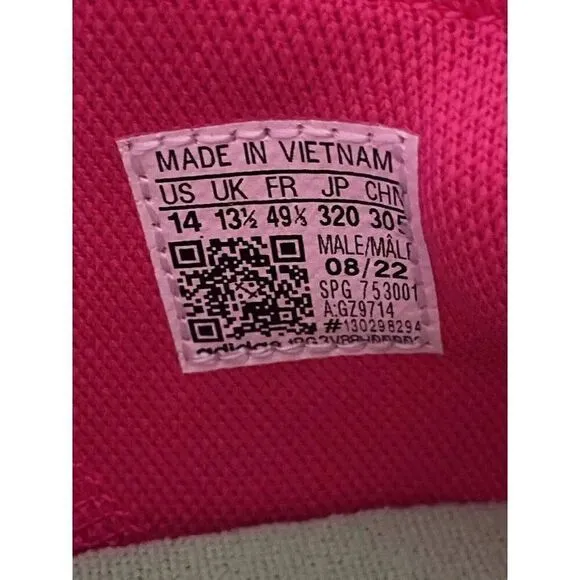 MADE IN VIETNAM
US UK FR JP CHN
14 13½ 49⅓ 320 305
MALE/MÂLE
08/22
SPG 753001
A:GZ9714
#130298294
adidas